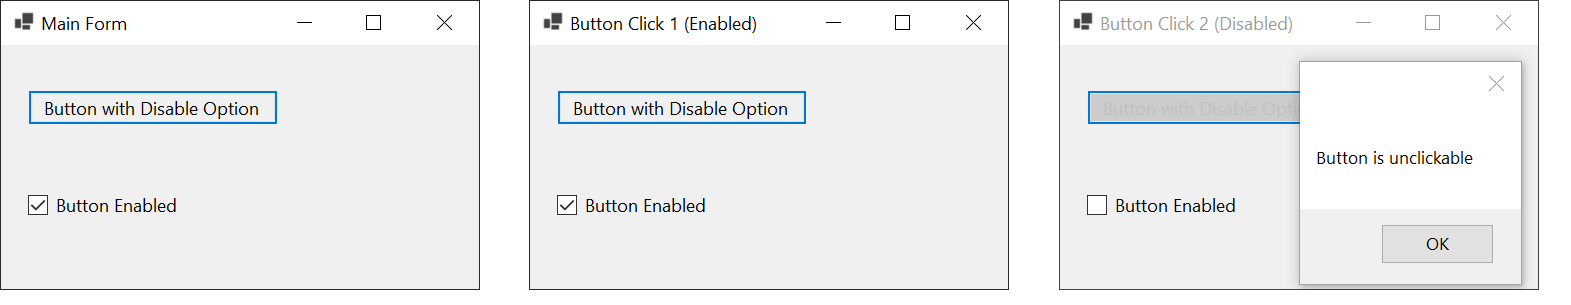 Main Form
Button with Disable Option
Button Enabled
Button Click 1 (Enabled)
Button with Disable Option
Button Enabled
Button Click 2 (Disabled)
Button with Disable Opti
Button Enabled
Button is unclickable
OK